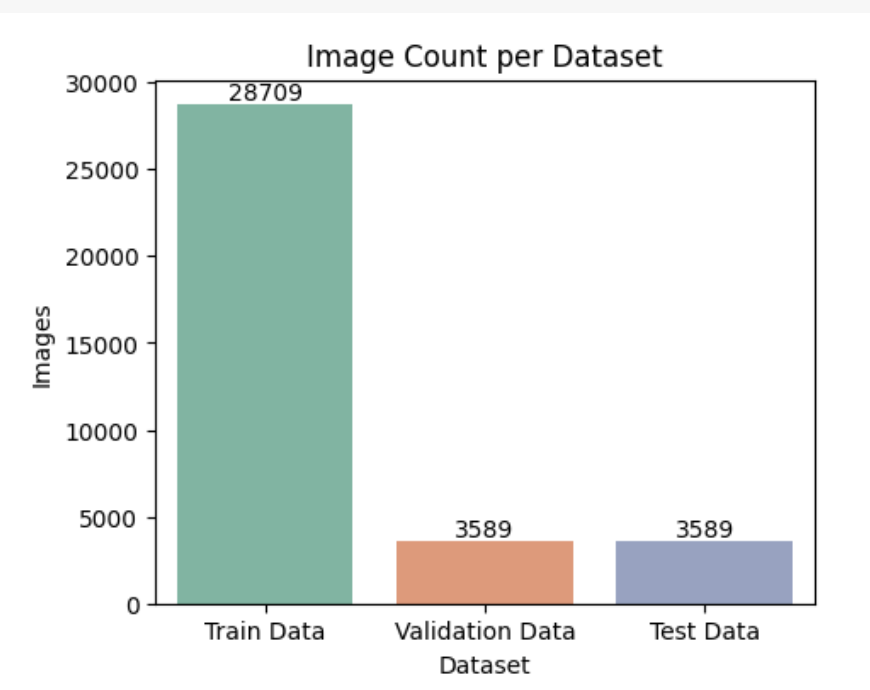 Image Count per Dataset
30000
28709
25000
20000
15000
10000
5000
3589
3589
0
Images
Train Data
Validation Data
Test Data
Dataset